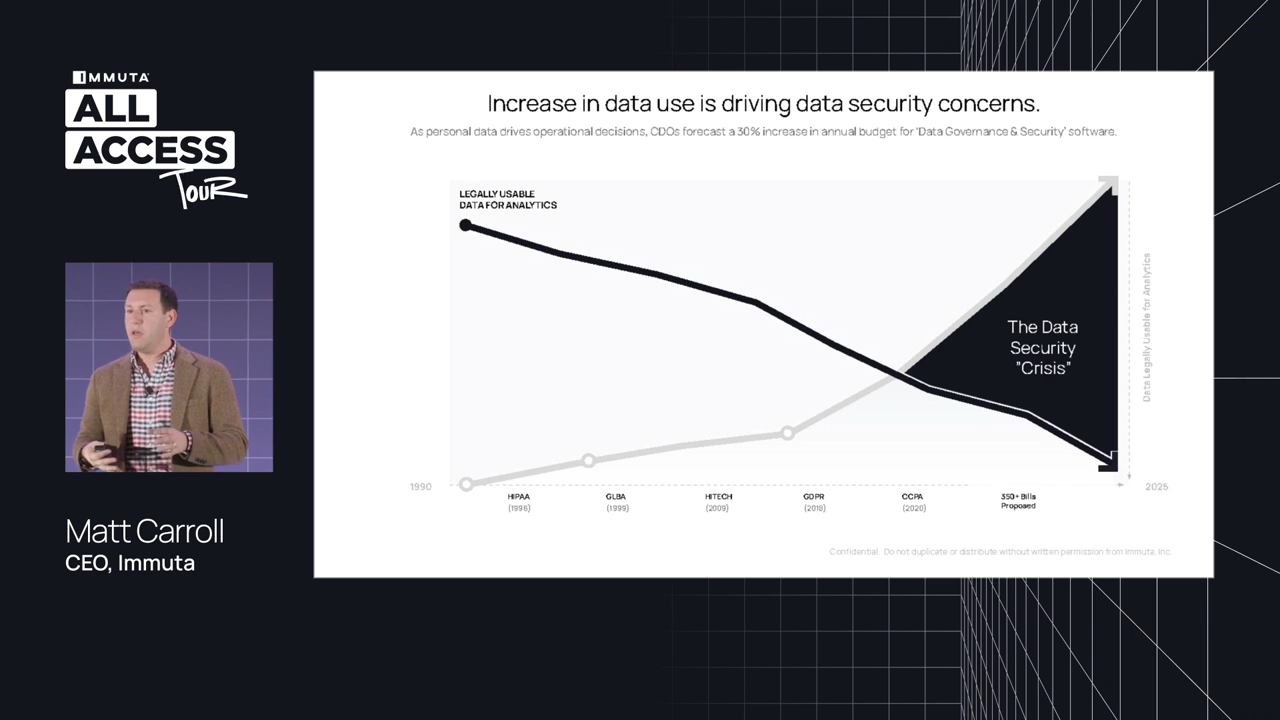 IMMUTA
ALL
ACCESS
TOUR
Matt Carroll
CEO, Immuta
Increase in data use is driving data security concerns.
As personal data drives operational decisions, CDOs forecast a 30% increase in annual budget for 'Data Governance & Security' software.
LEGALLY USABLE
DATA FOR ANALYTICS
The Data
Security
"Crisis"
Data Legally Usable for Analytics
1990
HIPAA
(1996)
GLBA
(1999)
HITECH
(2009)
GDPR
(2018)
CCPA
(2020)
350+ Bills
Proposed
2025
Confidential. Do not duplicate or distribute without written permission from Immuta, Inc.